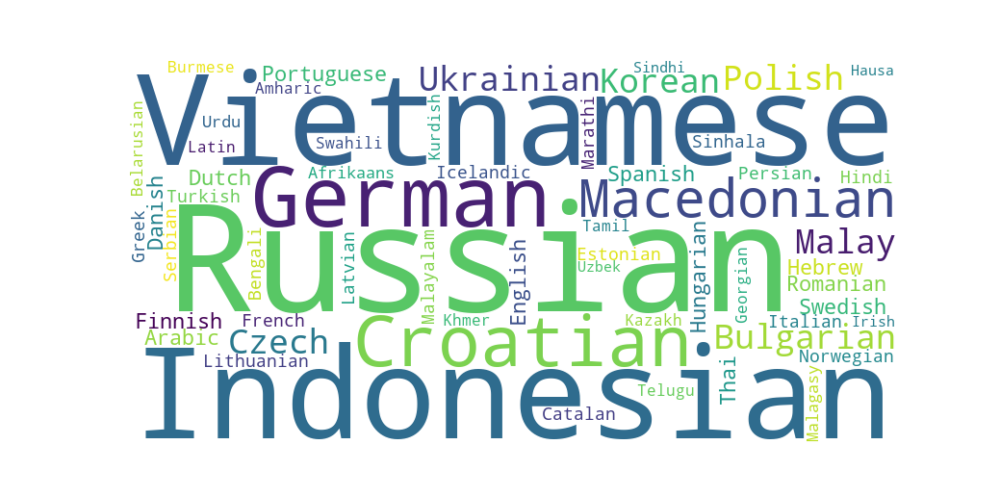 Burmese
Portuguese
Amharic
Ukrainian
Korean
Polish
Sindhi
Hausa
Vietnamese
Belarusian
Urdu
Latin
Swahili
Kurdish
Marathi
Sinhala
Dutch
Turkish
Afrikaans
Icelandic
Spanish
Persian
Hindi
German
Macedonian
Greek
Danish
Serbian
Russian
Tamil
Malay
Bengali
Latvian
Malayalam
English
Estonian
Uzbek
Hungarian
Georgian
Hebrew
Romanian
Swedish
Finnish
French
Khmer
Kazakh
Italian
Irish
Arabic
Czech
Croatian
Bulgarian
Lithuanian
Norwegian
Indonesian
Catalan
Telugu
Thai
Malagasy